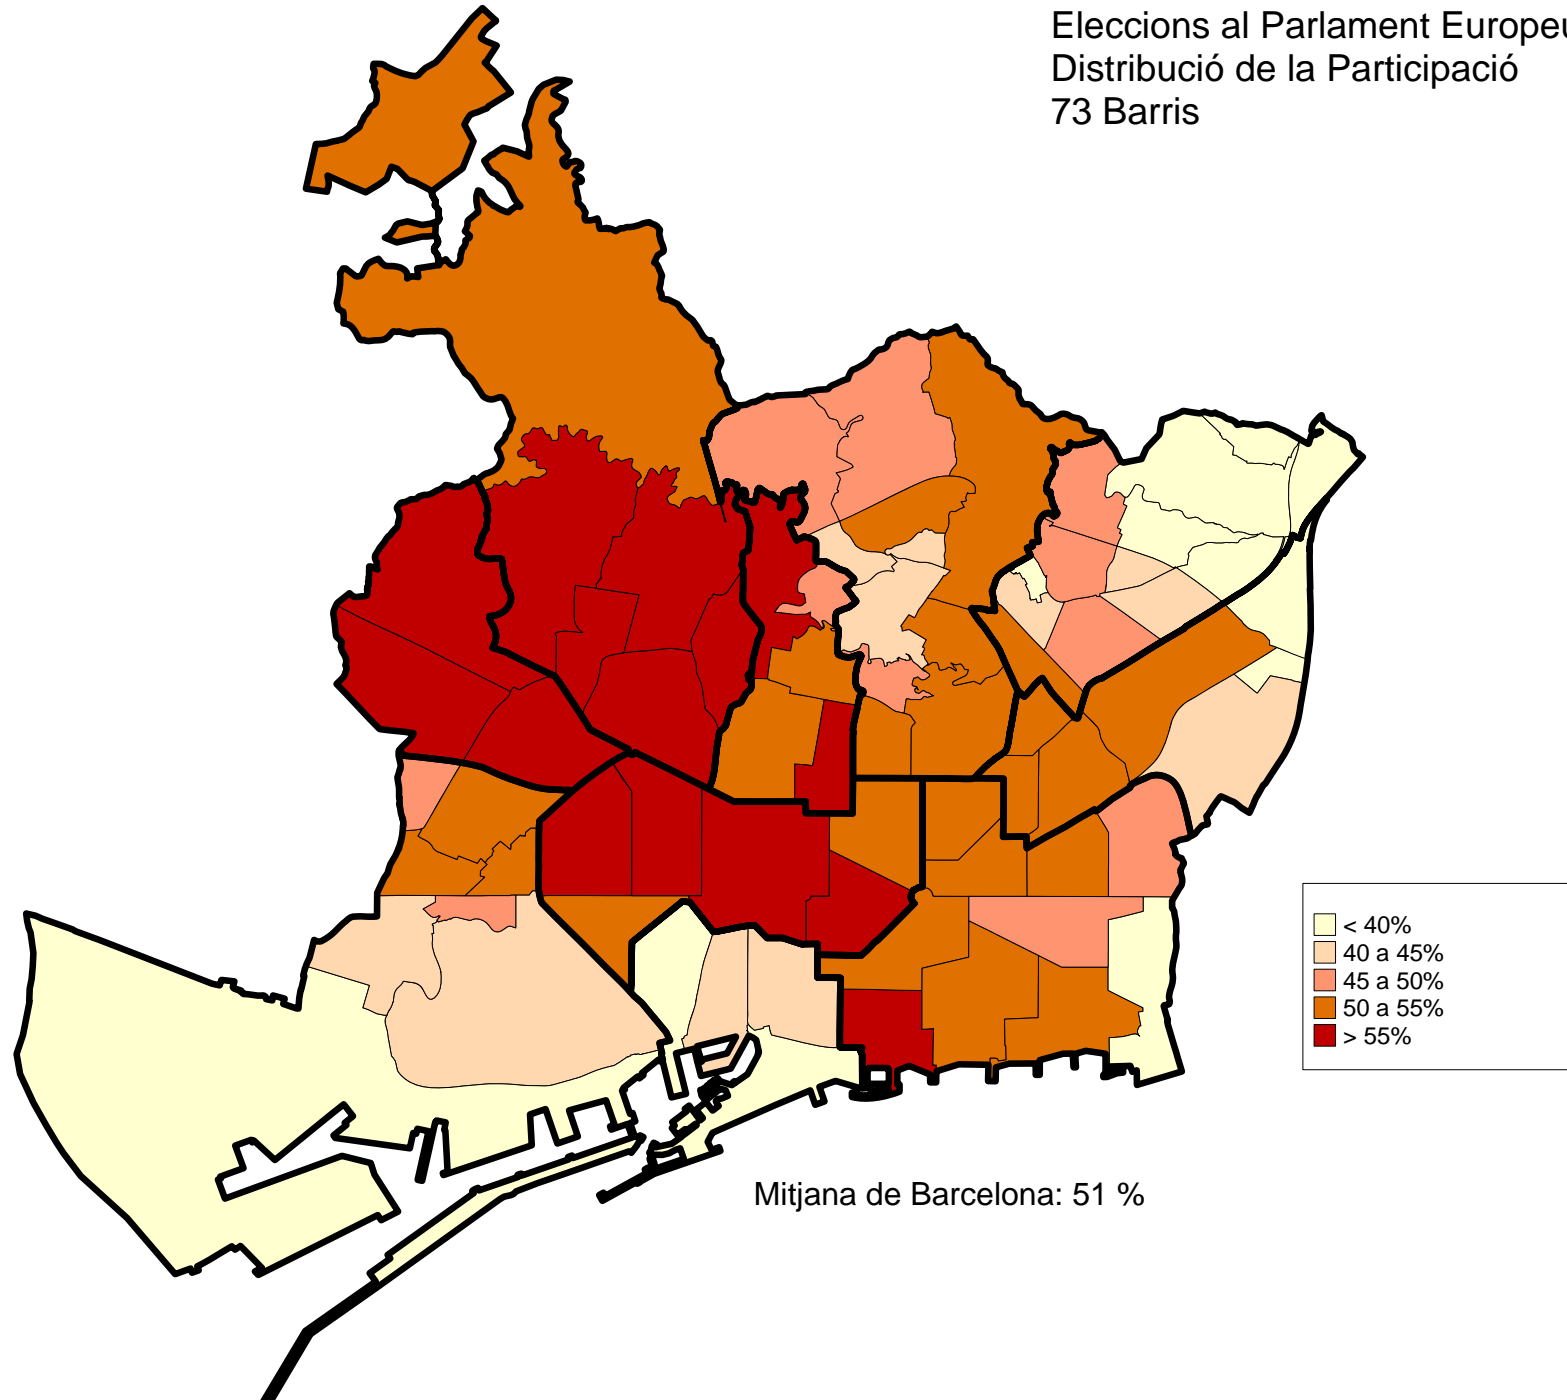 Eleccions al Parlament Europeu
Distribució de la Participació
73 Barris
< 40%
40 a 45%
45 a 50%
50 a 55%
> 55%
Mitjana de Barcelona: 51 %